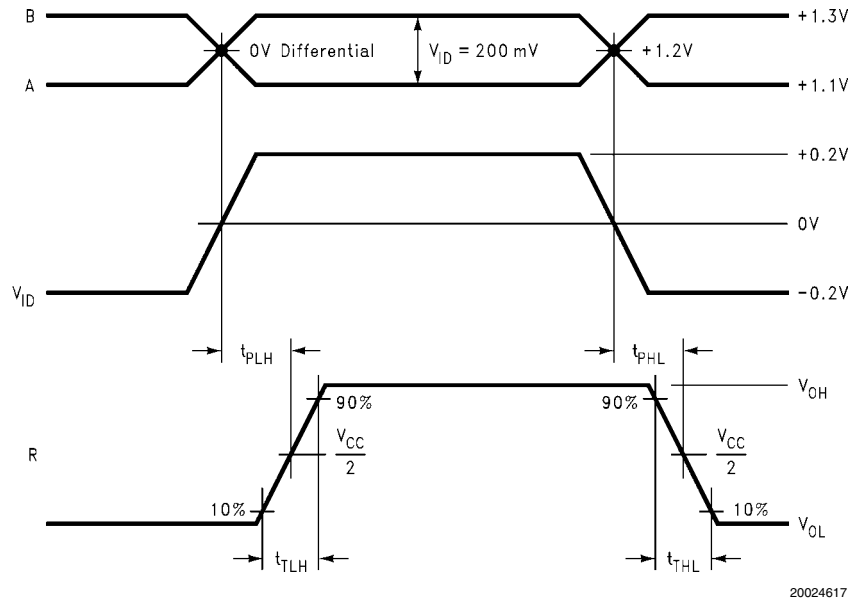 B
+1.3V
0V Differential
V_ID = 200 mV
+1.2V
A
+1.1V
+0.2V
0V
V_ID
-0.2V
t_PLH
t_PHL
V_OH
90%
90%
R
V_CC
2
V_CC
2
10%
10%
V_OL
t_TLH
t_THL
20024617